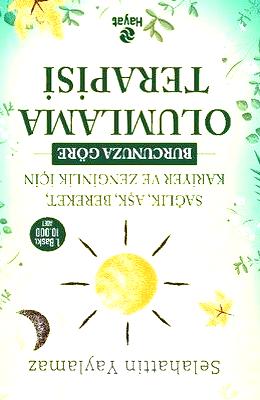 Selahattin Yaylamaz
1. Baskı
10.000
ADET
SAĞLIK, AŞK, BEREKET,
KARİYER VE ZENGİNLİK İÇİN
BURCUNUZA GÖRE
OLUMLAMA
TERAPİSİ
Hayat